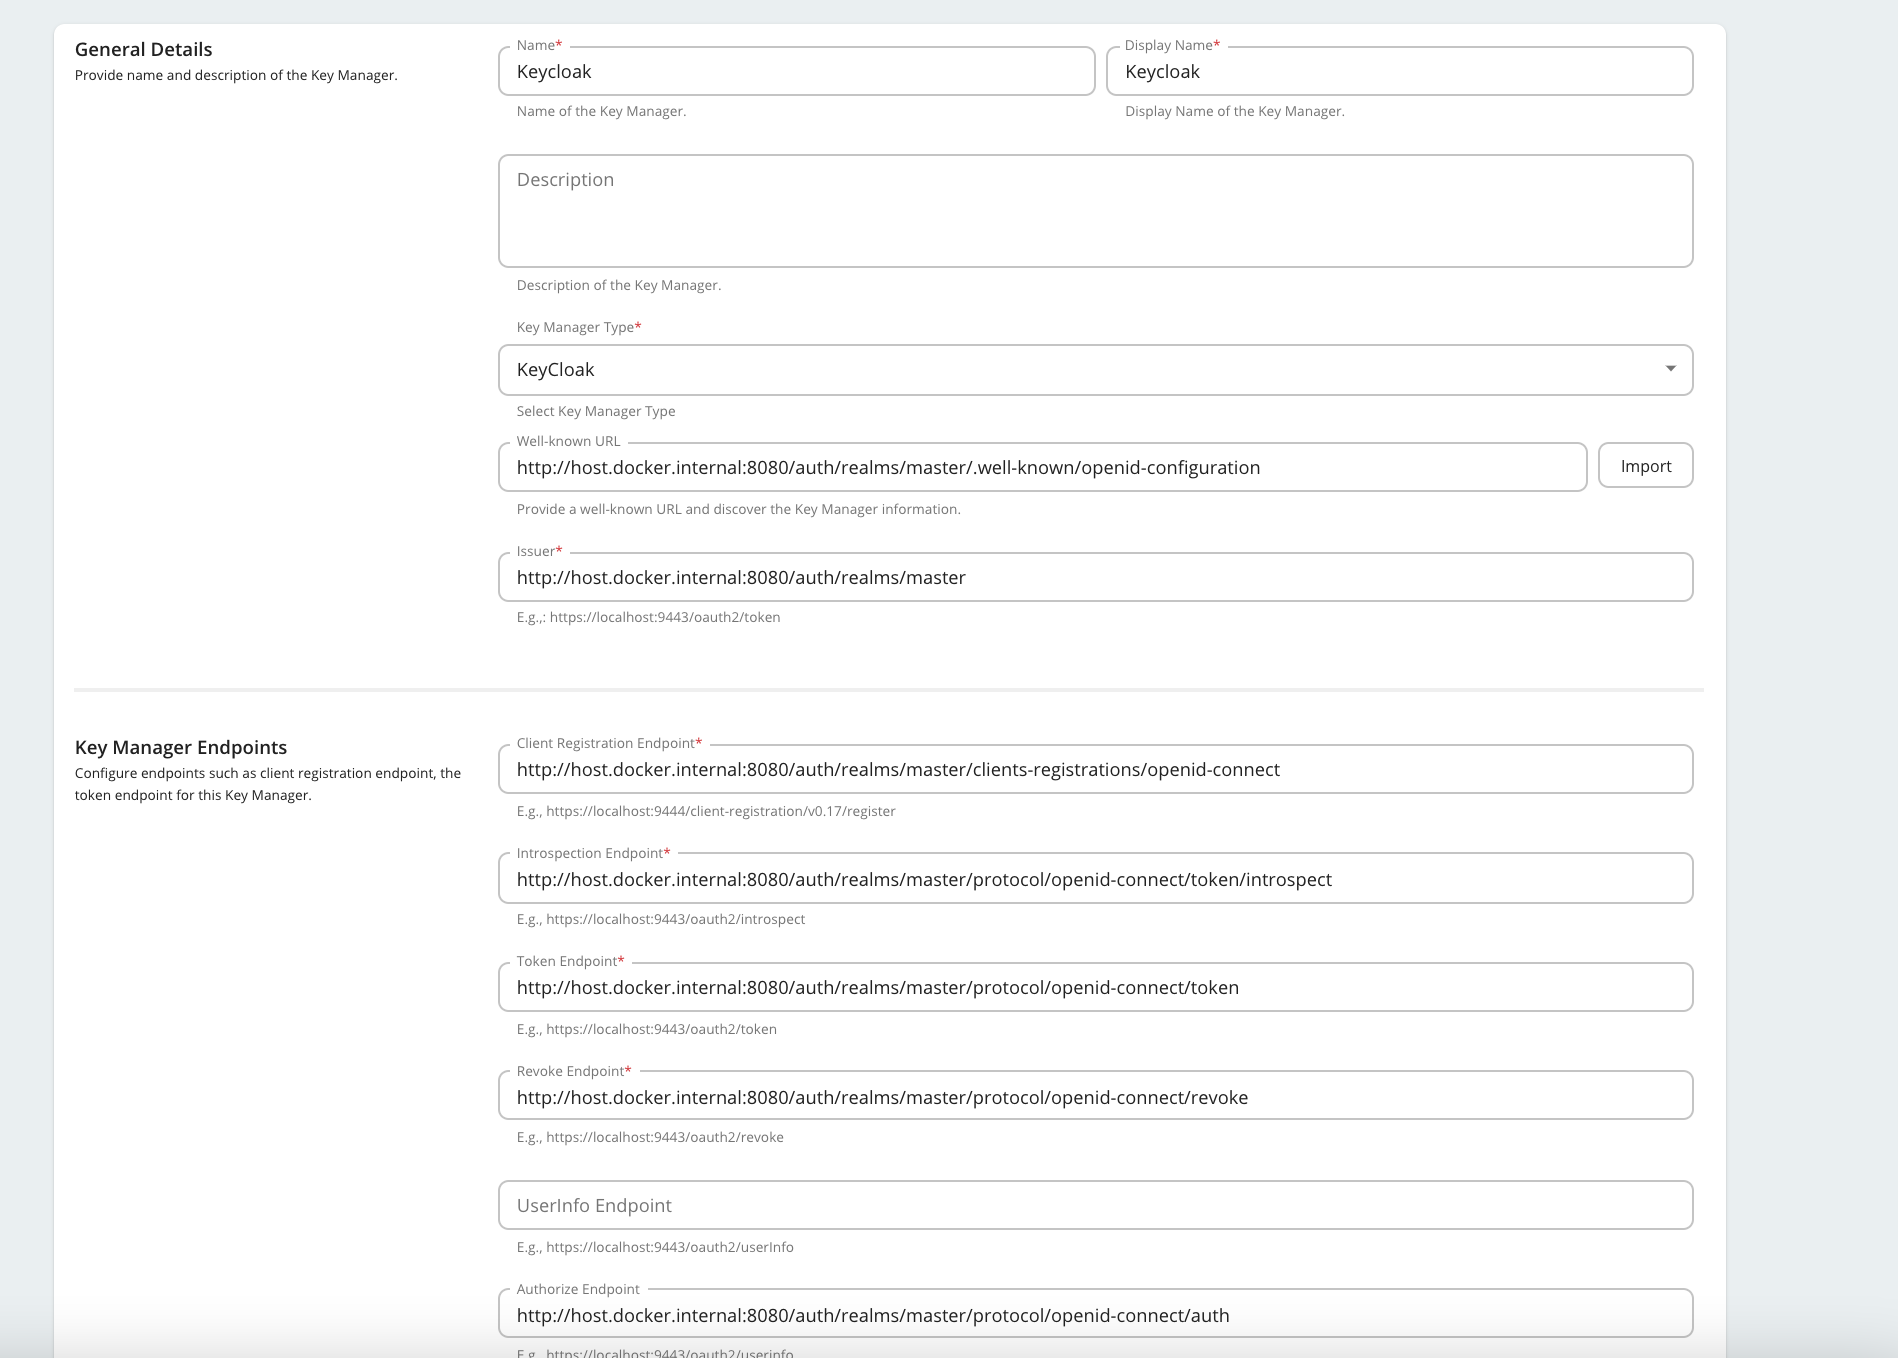 General Details
Provide name and description of the Key Manager.
Name*
Keycloak
Name of the Key Manager.
Display Name*
Keycloak
Display Name of the Key Manager.
Description
Description of the Key Manager.
Key Manager Type*
KeyCloak
Select Key Manager Type
Well-known URL
http://host.docker.internal:8080/auth/realms/master/.well-known/openid-configuration
Import
Provide a well-known URL and discover the Key Manager information.
Issuer*
http://host.docker.internal:8080/auth/realms/master
E.g.,: https://localhost:9443/oauth2/token
Key Manager Endpoints
Configure endpoints such as client registration endpoint, the
token endpoint for this Key Manager.
Client Registration Endpoint*
http://host.docker.internal:8080/auth/realms/master/clients-registrations/openid-connect
E.g., https://localhost:9444/client-registration/v0.17/register
Introspection Endpoint*
http://host.docker.internal:8080/auth/realms/master/protocol/openid-connect/token/introspect
E.g., https://localhost:9443/oauth2/introspect
Token Endpoint*
http://host.docker.internal:8080/auth/realms/master/protocol/openid-connect/token
E.g., https://localhost:9443/oauth2/token
Revoke Endpoint*
http://host.docker.internal:8080/auth/realms/master/protocol/openid-connect/revoke
E.g., https://localhost:9443/oauth2/revoke
UserInfo Endpoint
E.g., https://localhost:9443/oauth2/userInfo
Authorize Endpoint
http://host.docker.internal:8080/auth/realms/master/protocol/openid-connect/auth
E.g., https://localhost:9443/oauth2/userinfo